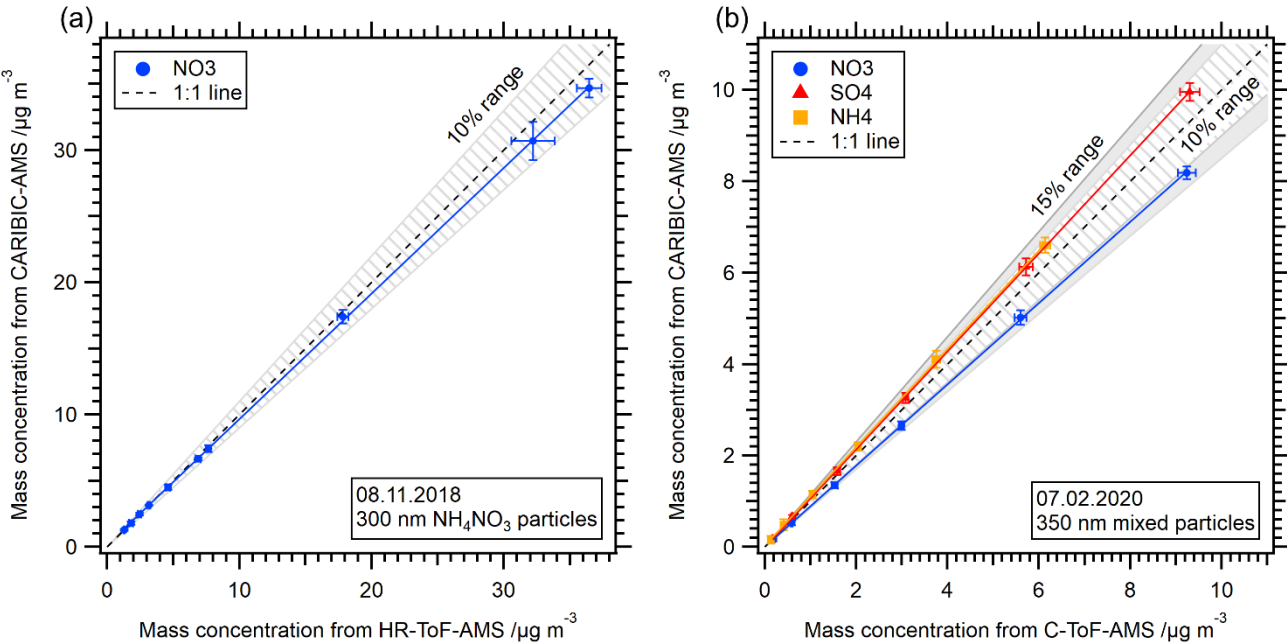 (a)
Mass concentration from CARIBIC-AMS /µg m⁻³
NO3
1:1 line
10% range
30
20
10
0
08.11.2018
300 nm NH₄NO₃ particles
0 10 20 30
Mass concentration from HR-ToF-AMS /µg m⁻³
(b)
Mass concentration from CARIBIC-AMS /µg m⁻³
NO3
SO4
NH4
1:1 line
15% range
10% range
10
8
6
4
2
0
07.02.2020
350 nm mixed particles
0 2 4 6 8 10
Mass concentration from C-ToF-AMS /µg m⁻³